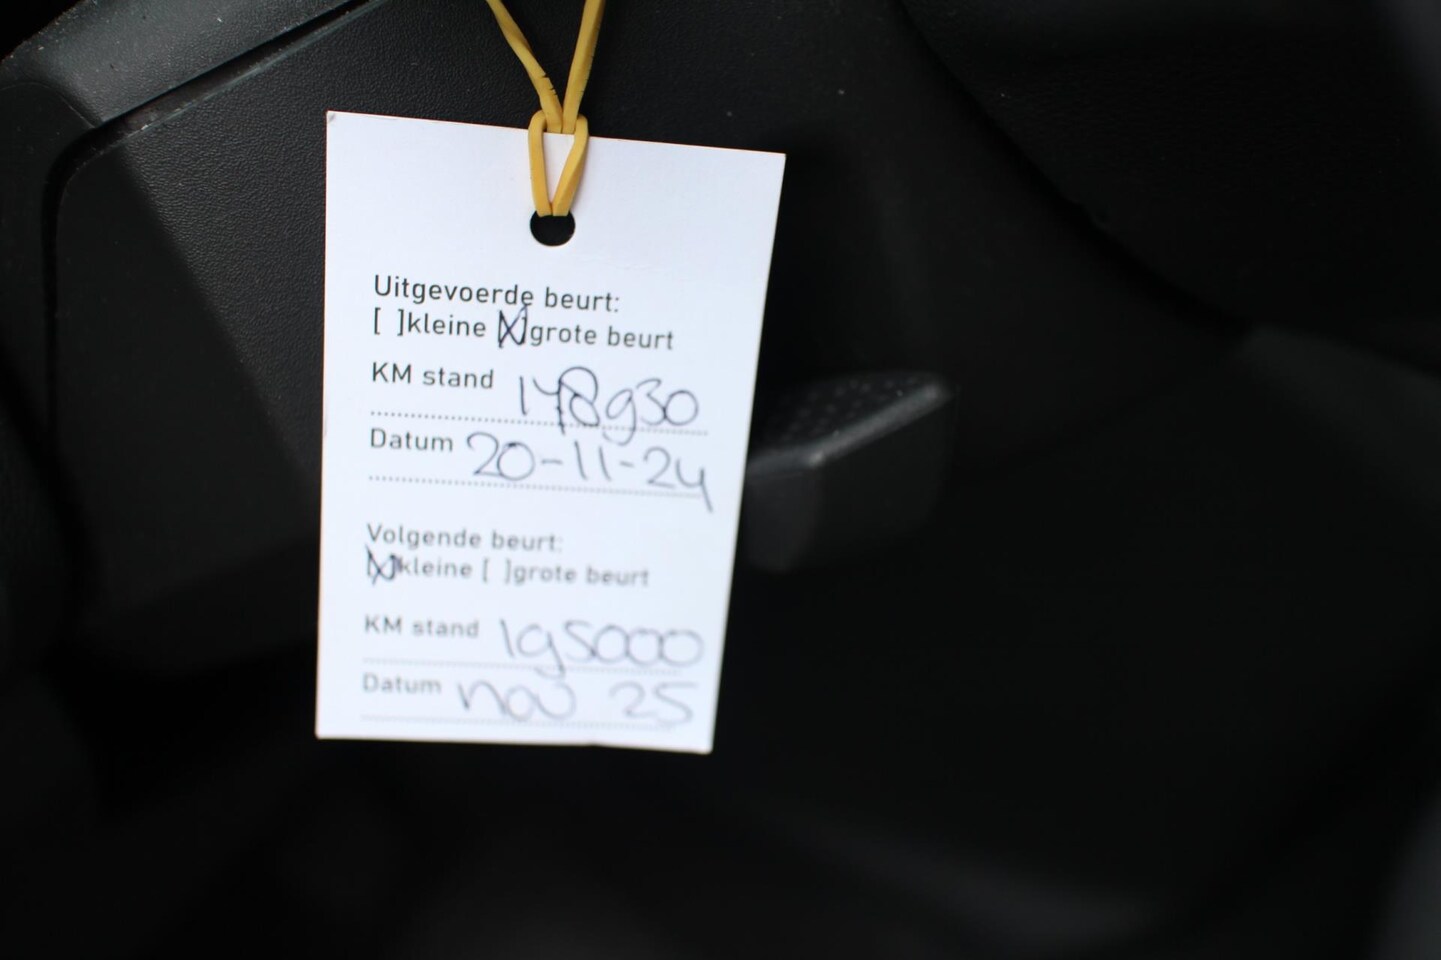 Uitgevoerde beurt:
[ ]kleine [X]grote beurt
KM stand 148930
Datum 20-11-24
Volgende beurt:
[X]kleine [ ]grote beurt
KM stand 195000
Datum nov 25